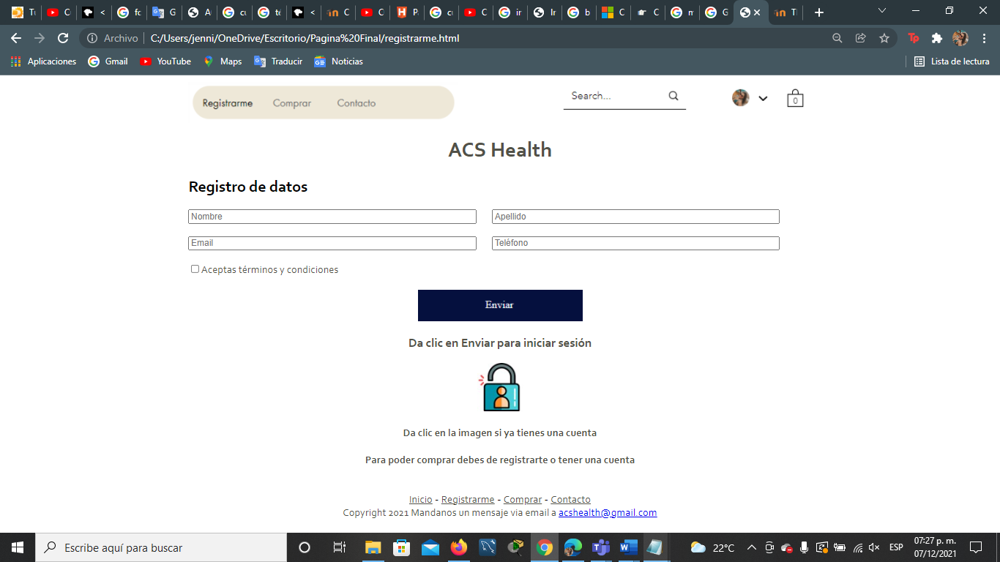 Archivo C:/Users/jenni/OneDrive/Escritorio/Pagina%20Final/registrarme.html
Aplicaciones Gmail YouTube Maps Traducir Noticias Lista de lectura
Registrarme Comprar Contacto Search... 0
ACS Health
Registro de datos
Nombre Apellido
Email Teléfono
Aceptas términos y condiciones
Enviar
Da clic en Enviar para iniciar sesión
Da clic en la imagen si ya tienes una cuenta
Para poder comprar debes de registrarte o tener una cuenta
Inicio - Registrarme - Comprar - Contacto
Copyright 2021 Mandanos un mensaje via email a acshealth@gmail.com
Escribe aquí para buscar 22°C ESP 07:27 p. m.
07/12/2021